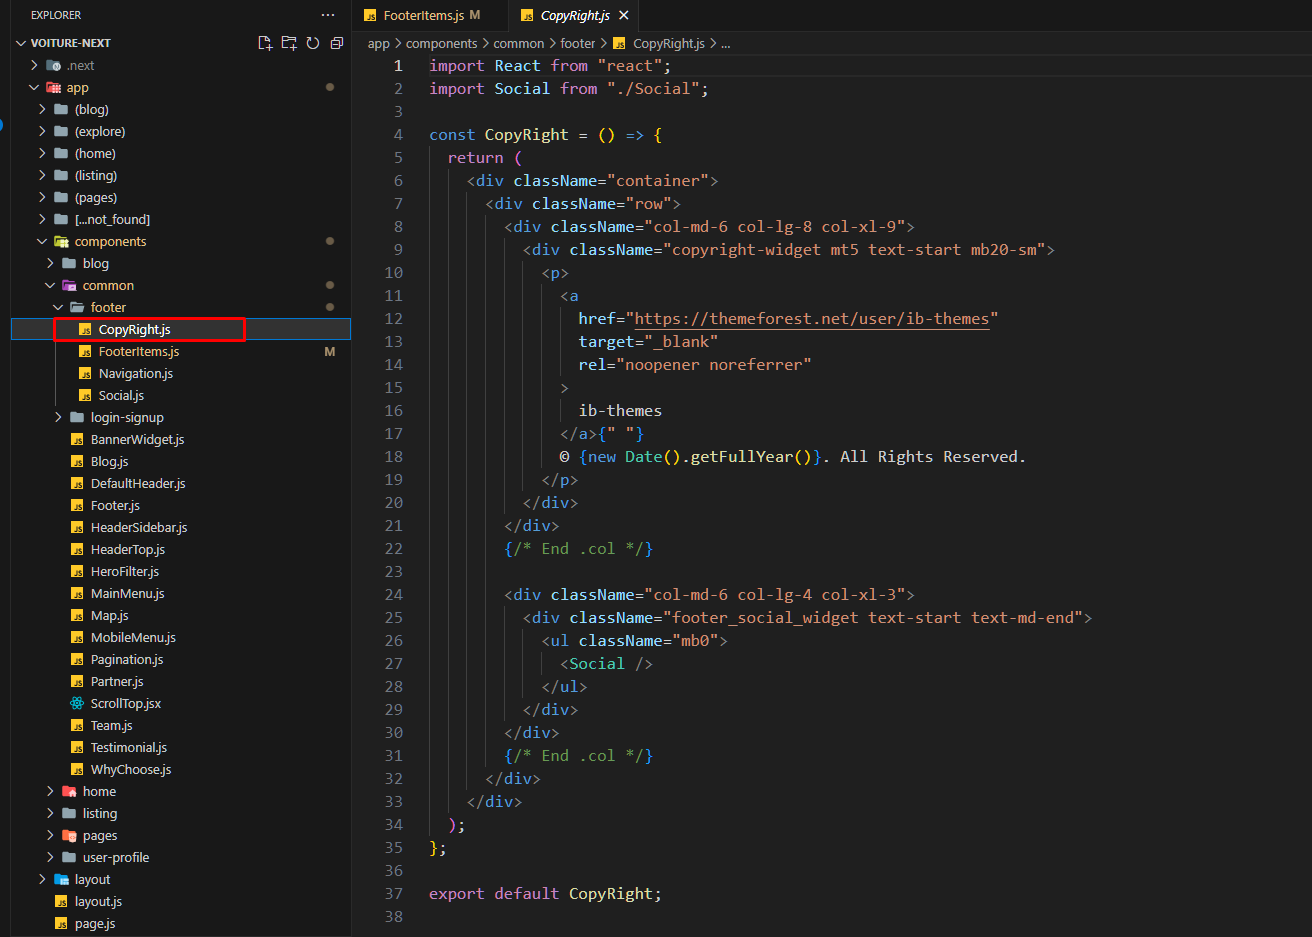 EXPLORER
VOITURE-NEXT
.next
app
(blog)
(explore)
(home)
(listing)
(pages)
[...not_found]
components
blog
common
footer
CopyRight.js
FooterItems.js M
Navigation.js
Social.js
login-signup
BannerWidget.js
Blog.js
DefaultHeader.js
Footer.js
HeaderSidebar.js
HeaderTop.js
HeroFilter.js
MainMenu.js
Map.js
MobileMenu.js
Pagination.js
Partner.js
ScrollTop.jsx
Team.js
Testimonial.js
WhyChoose.js
home
listing
pages
user-profile
layout
layout.js
page.js
FooterItems.js M
CopyRight.js
app > components > common > footer > CopyRight.js > ...
1 import React from "react";
2 import Social from "./Social";
3
4 const CopyRight = () => {
5 return (
6 <div className="container">
7 <div className="row">
8 <div className="col-md-6 col-lg-8 col-xl-9">
9 <div className="copyright-widget mt5 text-start mb20-sm">
10 <p>
11 <a
12 href="https://themeforest.net/user/ib-themes"
13 target="_blank"
14 rel="noopener noreferrer"
15 >
16 ib-themes
17 </a>{" "}
18 © {new Date().getFullYear()}. All Rights Reserved.
19 </p>
20 </div>
21 </div>
22 {/* End .col */}
23
24 <div className="col-md-6 col-lg-4 col-xl-3">
25 <div className="footer_social_widget text-start text-md-end">
26 <ul className="mb0">
27 <Social />
28 </ul>
29 </div>
30 </div>
31 {/* End .col */}
32 </div>
33 </div>
34 );
35 };
36
37 export default CopyRight;
38